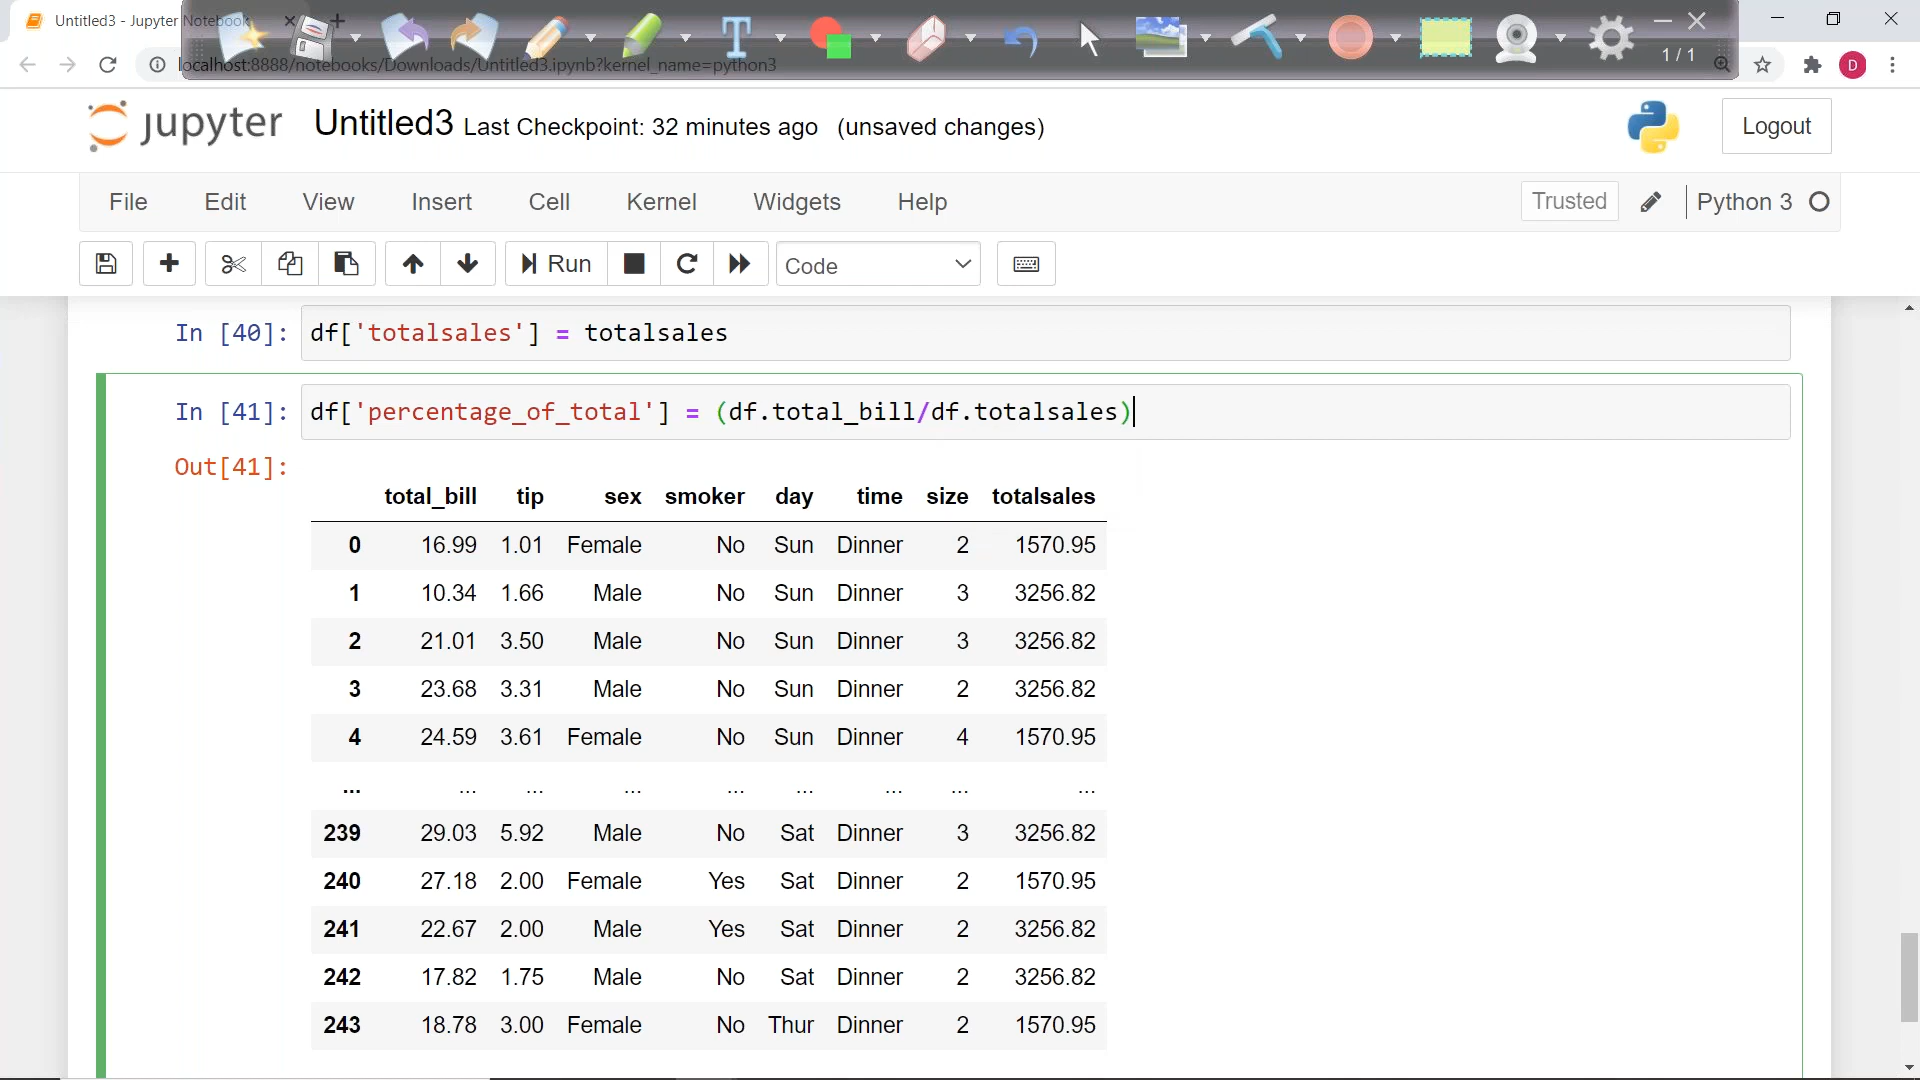 Untitled3 - Jupyter Notebook
localhost:8888/notebooks/Downloads/Untitled3.ipynb?kernel_name=python3
1 / 1
D
jupyter Untitled3 Last Checkpoint: 32 minutes ago (unsaved changes)
Logout
File Edit View Insert Cell Kernel Widgets Help
Trusted
Python 3
Run
Code
In [40]: df['totalsales'] = totalsales
In [41]: df['percentage_of_total'] = (df.total_bill/df.totalsales)
Out[41]:
total_bill tip sex smoker day time size totalsales
0 16.99 1.01 Female No Sun Dinner 2 1570.95
1 10.34 1.66 Male No Sun Dinner 3 3256.82
2 21.01 3.50 Male No Sun Dinner 3 3256.82
3 23.68 3.31 Male No Sun Dinner 2 3256.82
4 24.59 3.61 Female No Sun Dinner 4 1570.95
... ... ... ... ... ... ... ... ...
239 29.03 5.92 Male No Sat Dinner 3 3256.82
240 27.18 2.00 Female Yes Sat Dinner 2 1570.95
241 22.67 2.00 Male Yes Sat Dinner 2 3256.82
242 17.82 1.75 Male No Sat Dinner 2 3256.82
243 18.78 3.00 Female No Thur Dinner 2 1570.95